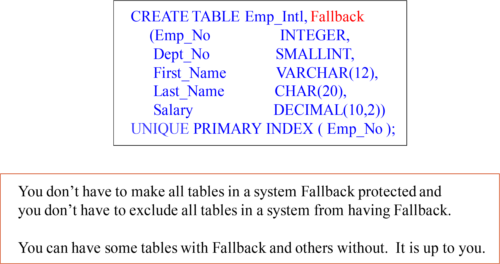 CREATE TABLE Emp_Intl, Fallback
(Emp_No INTEGER,
Dept_No SMALLINT,
First_Name VARCHAR(12),
Last_Name CHAR(20),
Salary DECIMAL(10,2))
UNIQUE PRIMARY INDEX ( Emp_No );
You don’t have to make all tables in a system Fallback protected and
you don’t have to exclude all tables in a system from having Fallback.
You can have some tables with Fallback and others without. It is up to you.